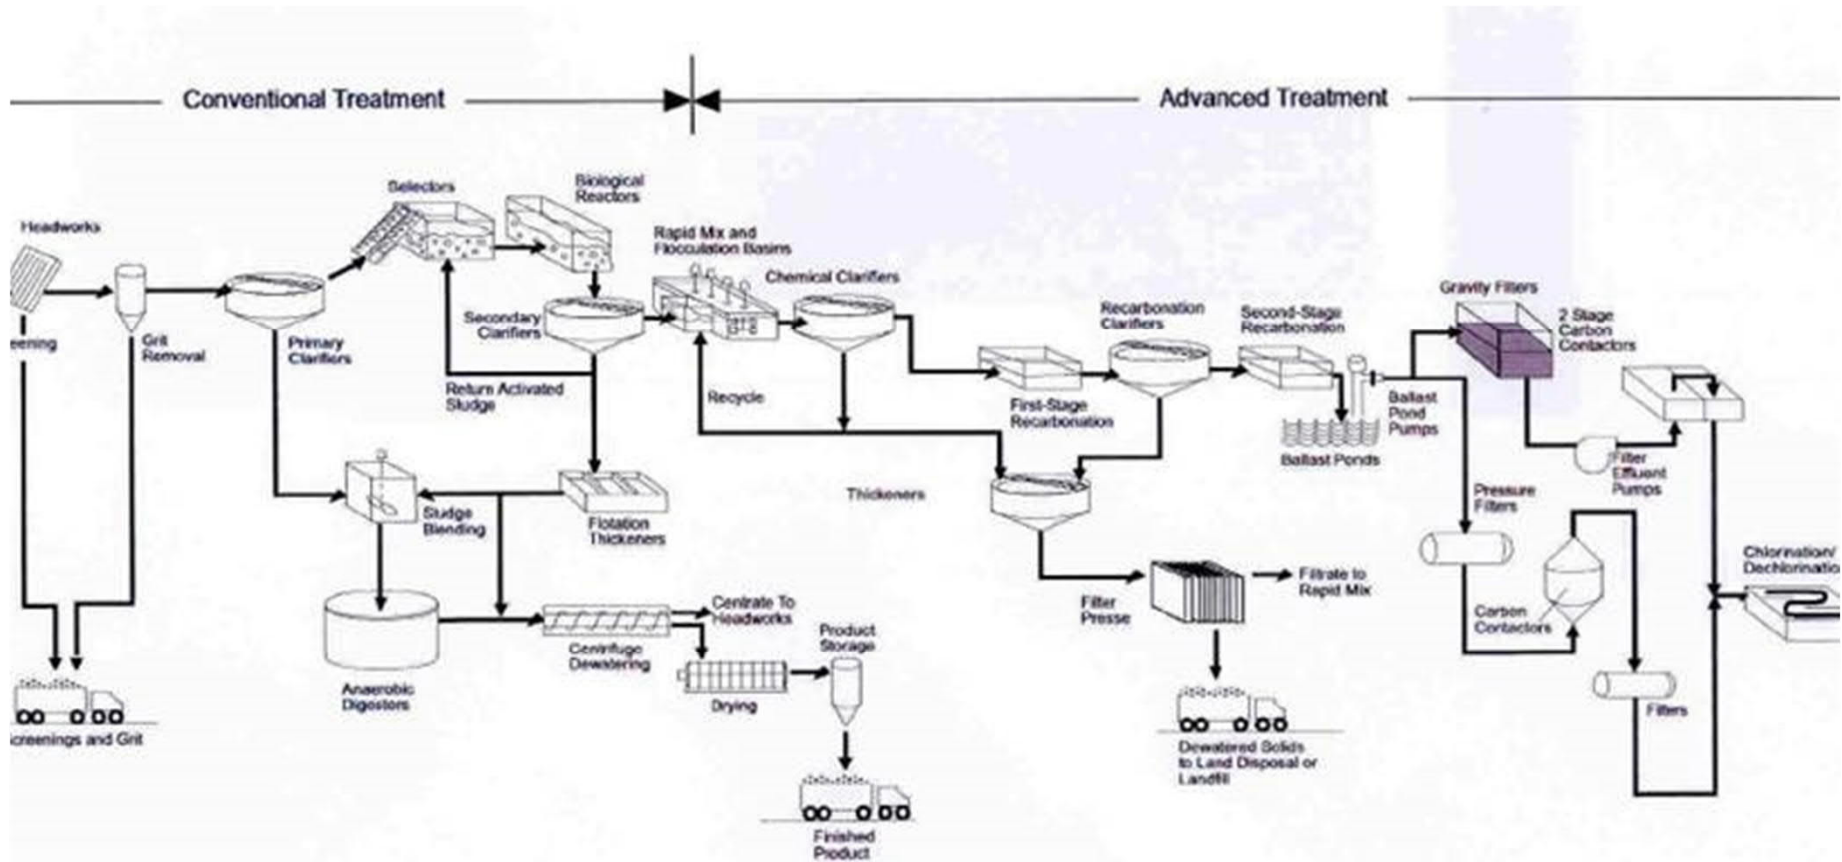 Conventional Treatment
Advanced Treatment
Headworks
Selectors
Biological
Reactors
Rapid Mix and
Flocculation Basins
Chemical Clarifiers
eening
Grit
Removal
Primary
Clarifiers
Secondary
Clarifiers
Return Activated
Sludge
Recycle
Recarbonation
Clarifiers
Second-Stage
Recarbonation
Gravity Filters
2 Stage
Carbon
Contactors
First-Stage
Recarbonation
Ballast
Pond
Pumps
Ballast Ponds
Filter
Effluent
Pumps
Sludge
Blending
Flotation
Thickeners
Thickeners
Pressure
Filters
Chlorination/
Dechlorinatio
Anaerobic
Digestors
Centrifuge
Dewatering
Centrate To
Headworks
Drying
Product
Storage
Filter
Presse
Filtrate to
Rapid Mix
Carbon
Contactors
Filters
creenings and Grit
Dewatered Solids
to Land Disposal or
Landfill
Finished
Product